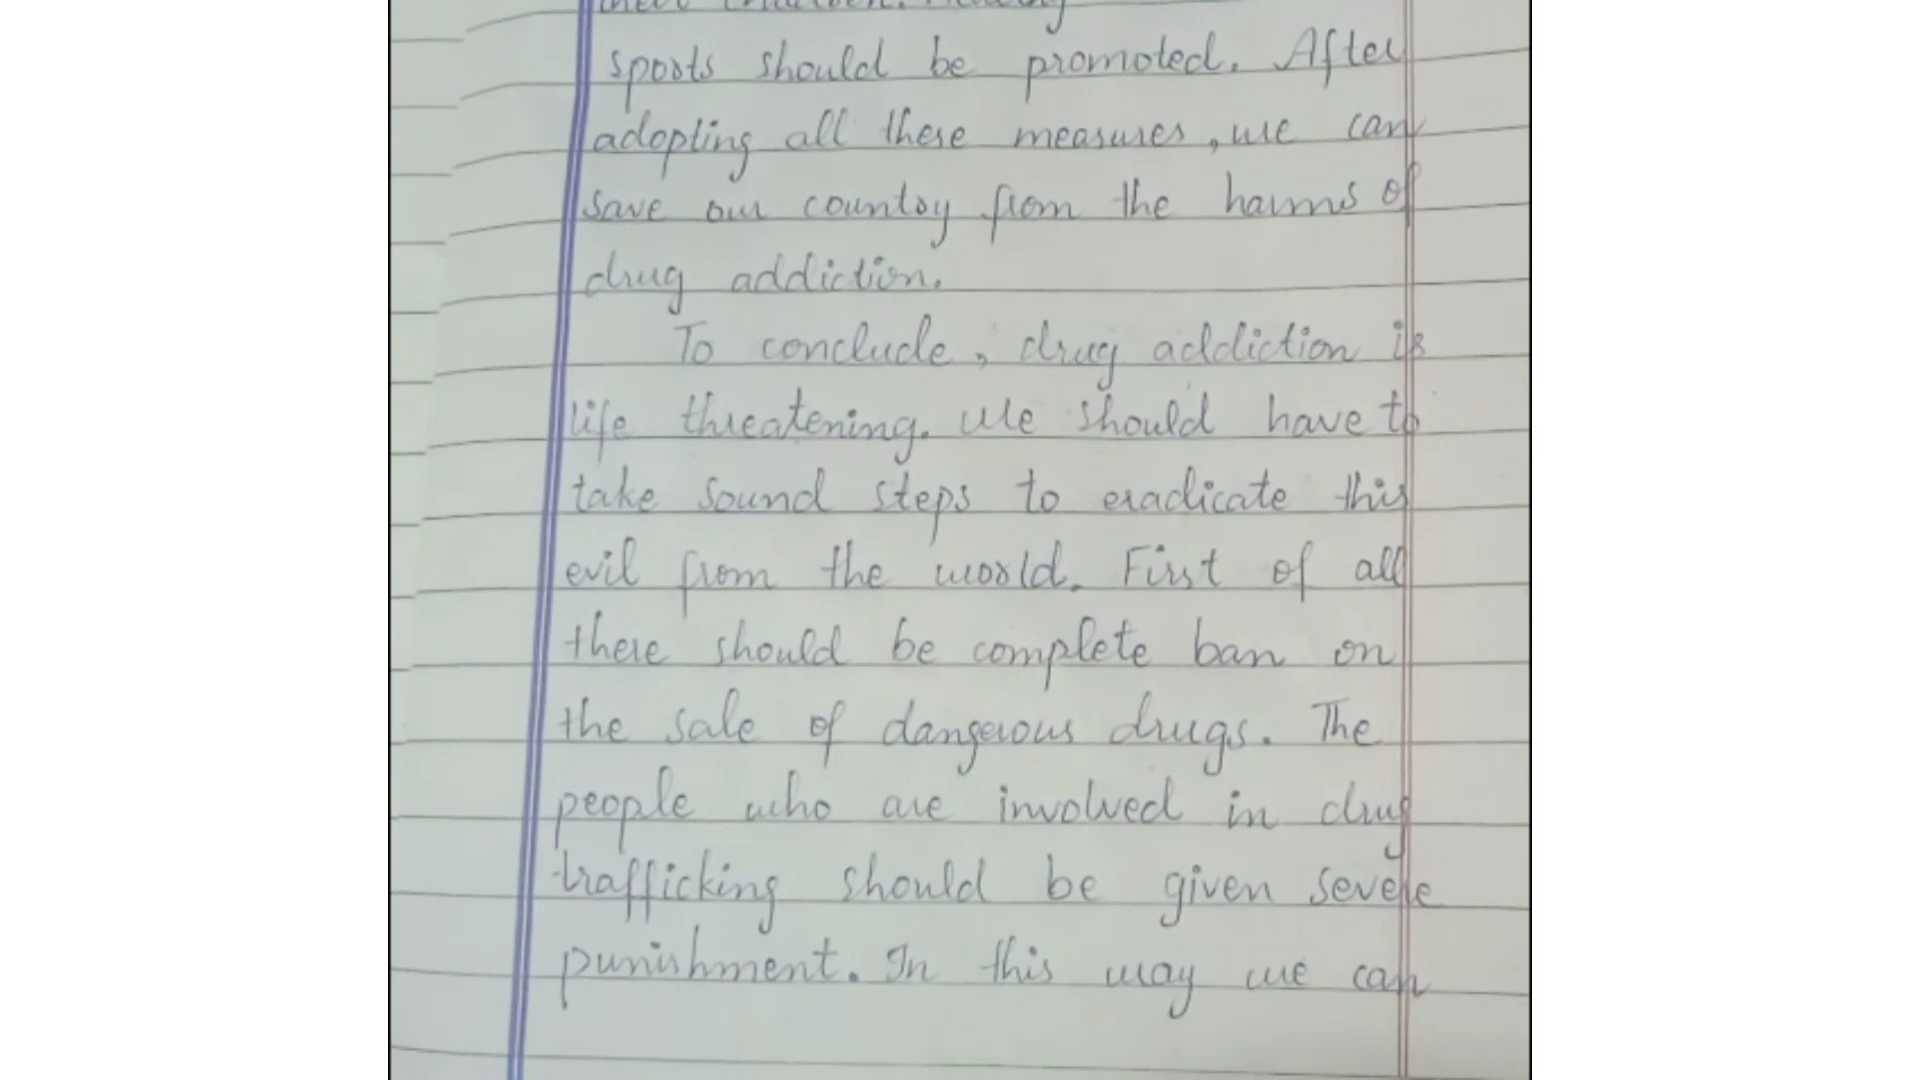 their children.
sports should be promoted. After
adopting all these measures, we can
save our country from the harms of
drug addiction.
To conclude, drug addiction is
life threatening. We should have to
take sound steps to eradicate this
evil from the world. First of all
there should be complete ban on
the sale of dangerous drugs. The
people who are involved in drug
trafficking should be given severe
punishment. In this way we can